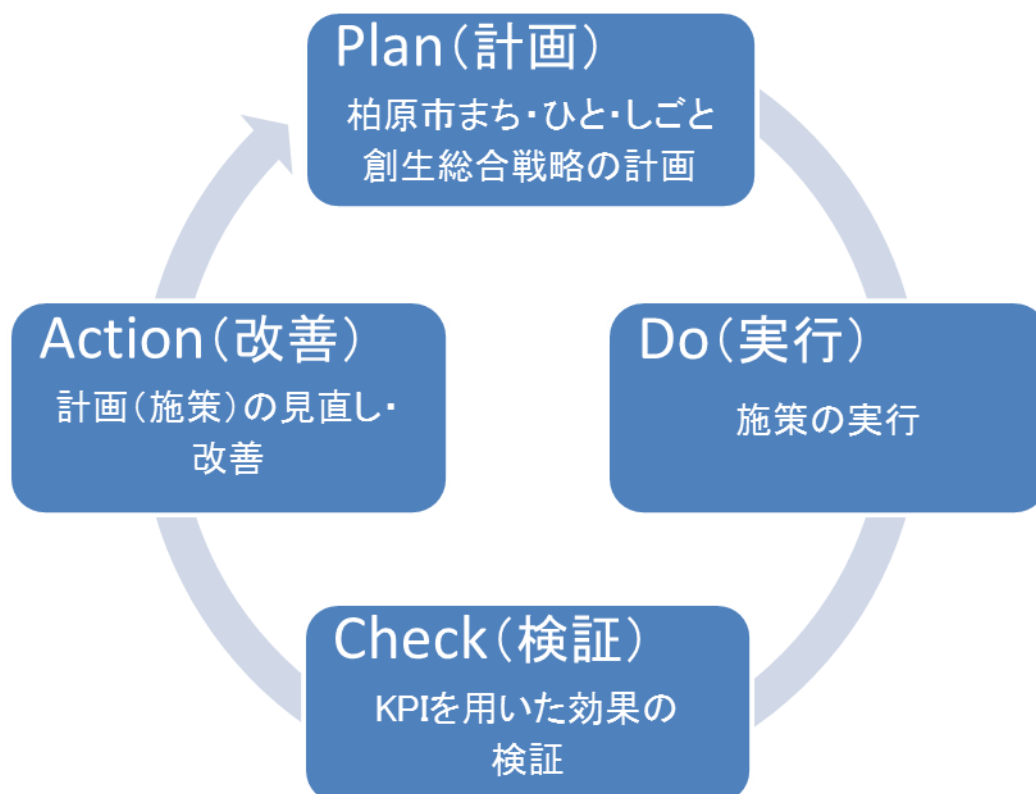 Plan（計画）
柏原市まち・ひと・しごと
創生総合戦略の計画
Do（実行）
施策の実行
Check（検証）
KPIを用いた効果の
検証
Action（改善）
計画（施策）の見直し・
改善